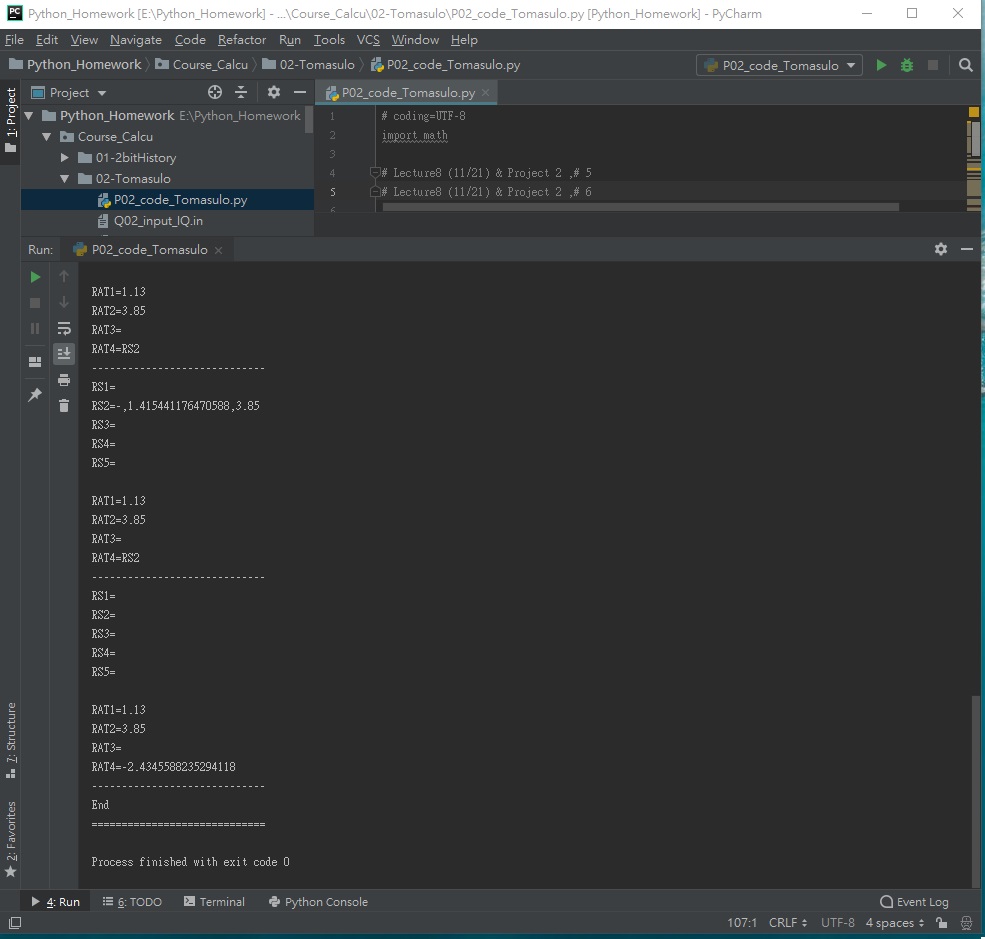 Python_Homework [E:\Python_Homework] - ...\Course_Calcu\02-Tomasulo\P02_code_Tomasulo.py [Python_Homework] - PyCharm
File Edit View Navigate Code Refactor Run Tools VCS Window Help
Python_Homework Course_Calcu 02-Tomasulo P02_code_Tomasulo.py P02_code_Tomasulo
1: Project
Project
Python_Homework E:\Python_Homework
Course_Calcu
01-2bitHistory
02-Tomasulo
P02_code_Tomasulo.py
Q02_input_IQ.in
P02_code_Tomasulo.py
1 # coding=UTF-8
2 import math
3
4 # Lecture8 (11/21) & Project 2 ,# 5
5 # Lecture8 (11/21) & Project 2 ,# 6
6
Run: P02_code_Tomasulo
RAT1=1.13
RAT2=3.85
RAT3=
RAT4=RS2
-----------------------------
RS1=
RS2=-,1.415441176470588,3.85
RS3=
RS4=
RS5=
RAT1=1.13
RAT2=3.85
RAT3=
RAT4=RS2
-----------------------------
RS1=
RS2=
RS3=
RS4=
RS5=
RAT1=1.13
RAT2=3.85
RAT3=
RAT4=-2.4345588235294118
-----------------------------
End
=============================
Process finished with exit code 0
7: Structure
2: Favorites
4: Run 6: TODO Terminal Python Console Event Log
107:1 CRLF UTF-8 4 spaces